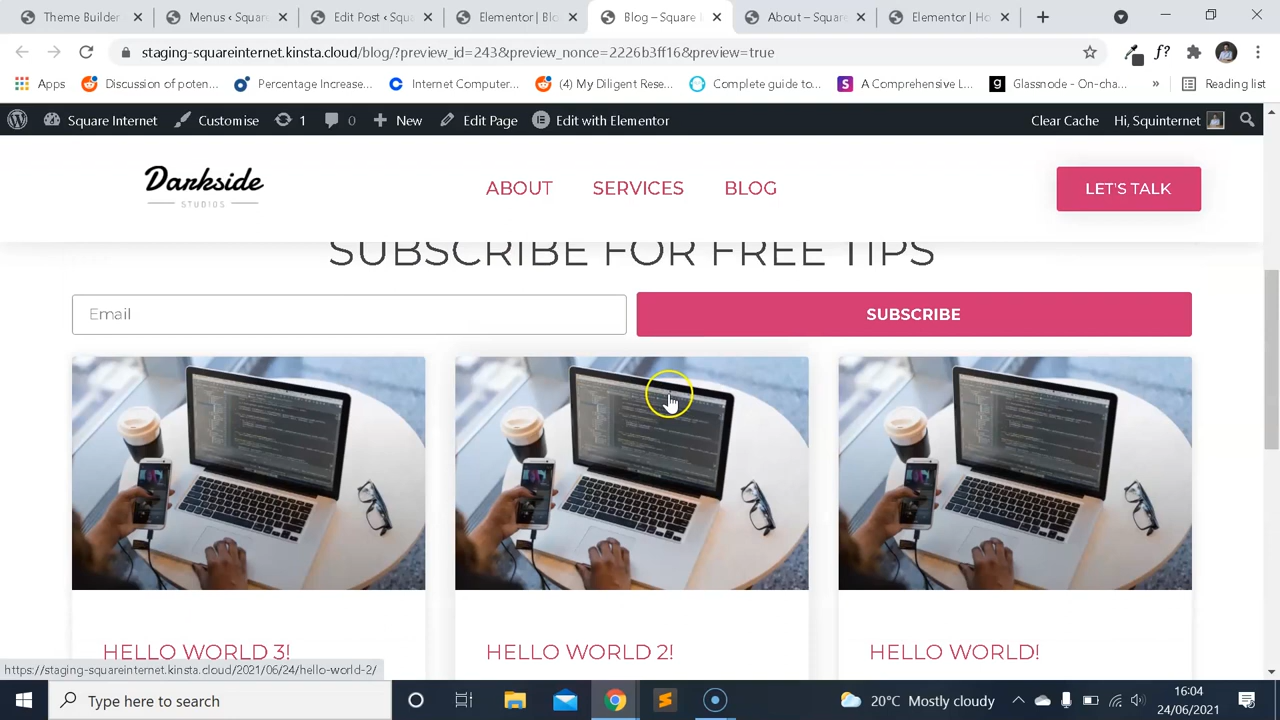 Theme Builder
Menus ‹ Squar
Edit Post ‹ Squ
Elementor | Blo
Blog – Square I
About – Square
Elementor | Ho
staging-squareinternet.kinsta.cloud/blog/?preview_id=243&preview_nonce=2226b3ff16&preview=true
f?
Apps
Discussion of poten...
Percentage Increase...
Internet Computer...
(4) My Diligent Rese...
Complete guide to...
A Comprehensive L...
Glassnode - On-cha...
»
Reading list
Square Internet
Customise
1
0
New
Edit Page
Edit with Elementor
Clear Cache
Hi, Squinternet
Darkside
STUDIOS
ABOUT
SERVICES
BLOG
LET'S TALK
SUBSCRIBE FOR FREE TIPS
Email
SUBSCRIBE
HELLO WORLD 3!
HELLO WORLD 2!
HELLO WORLD!
https://staging-squareinternet.kinsta.cloud/2021/06/24/hello-world-2/
Type here to search
20°C Mostly cloudy
16:04
24/06/2021